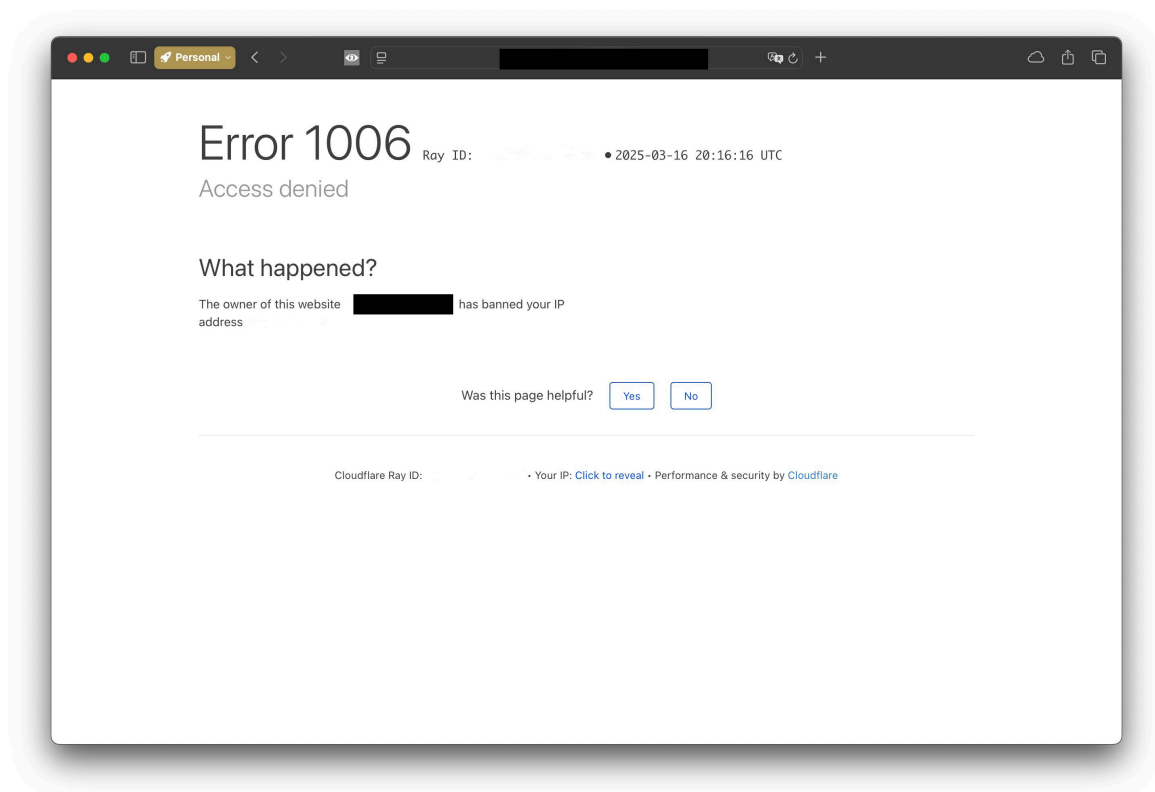 Personal
Error 1006 Ray ID: • 2025-03-16 20:16:16 UTC
Access denied
What happened?
The owner of this website has banned your IP
address
Was this page helpful? Yes No
Cloudflare Ray ID: • Your IP: Click to reveal • Performance & security by Cloudflare